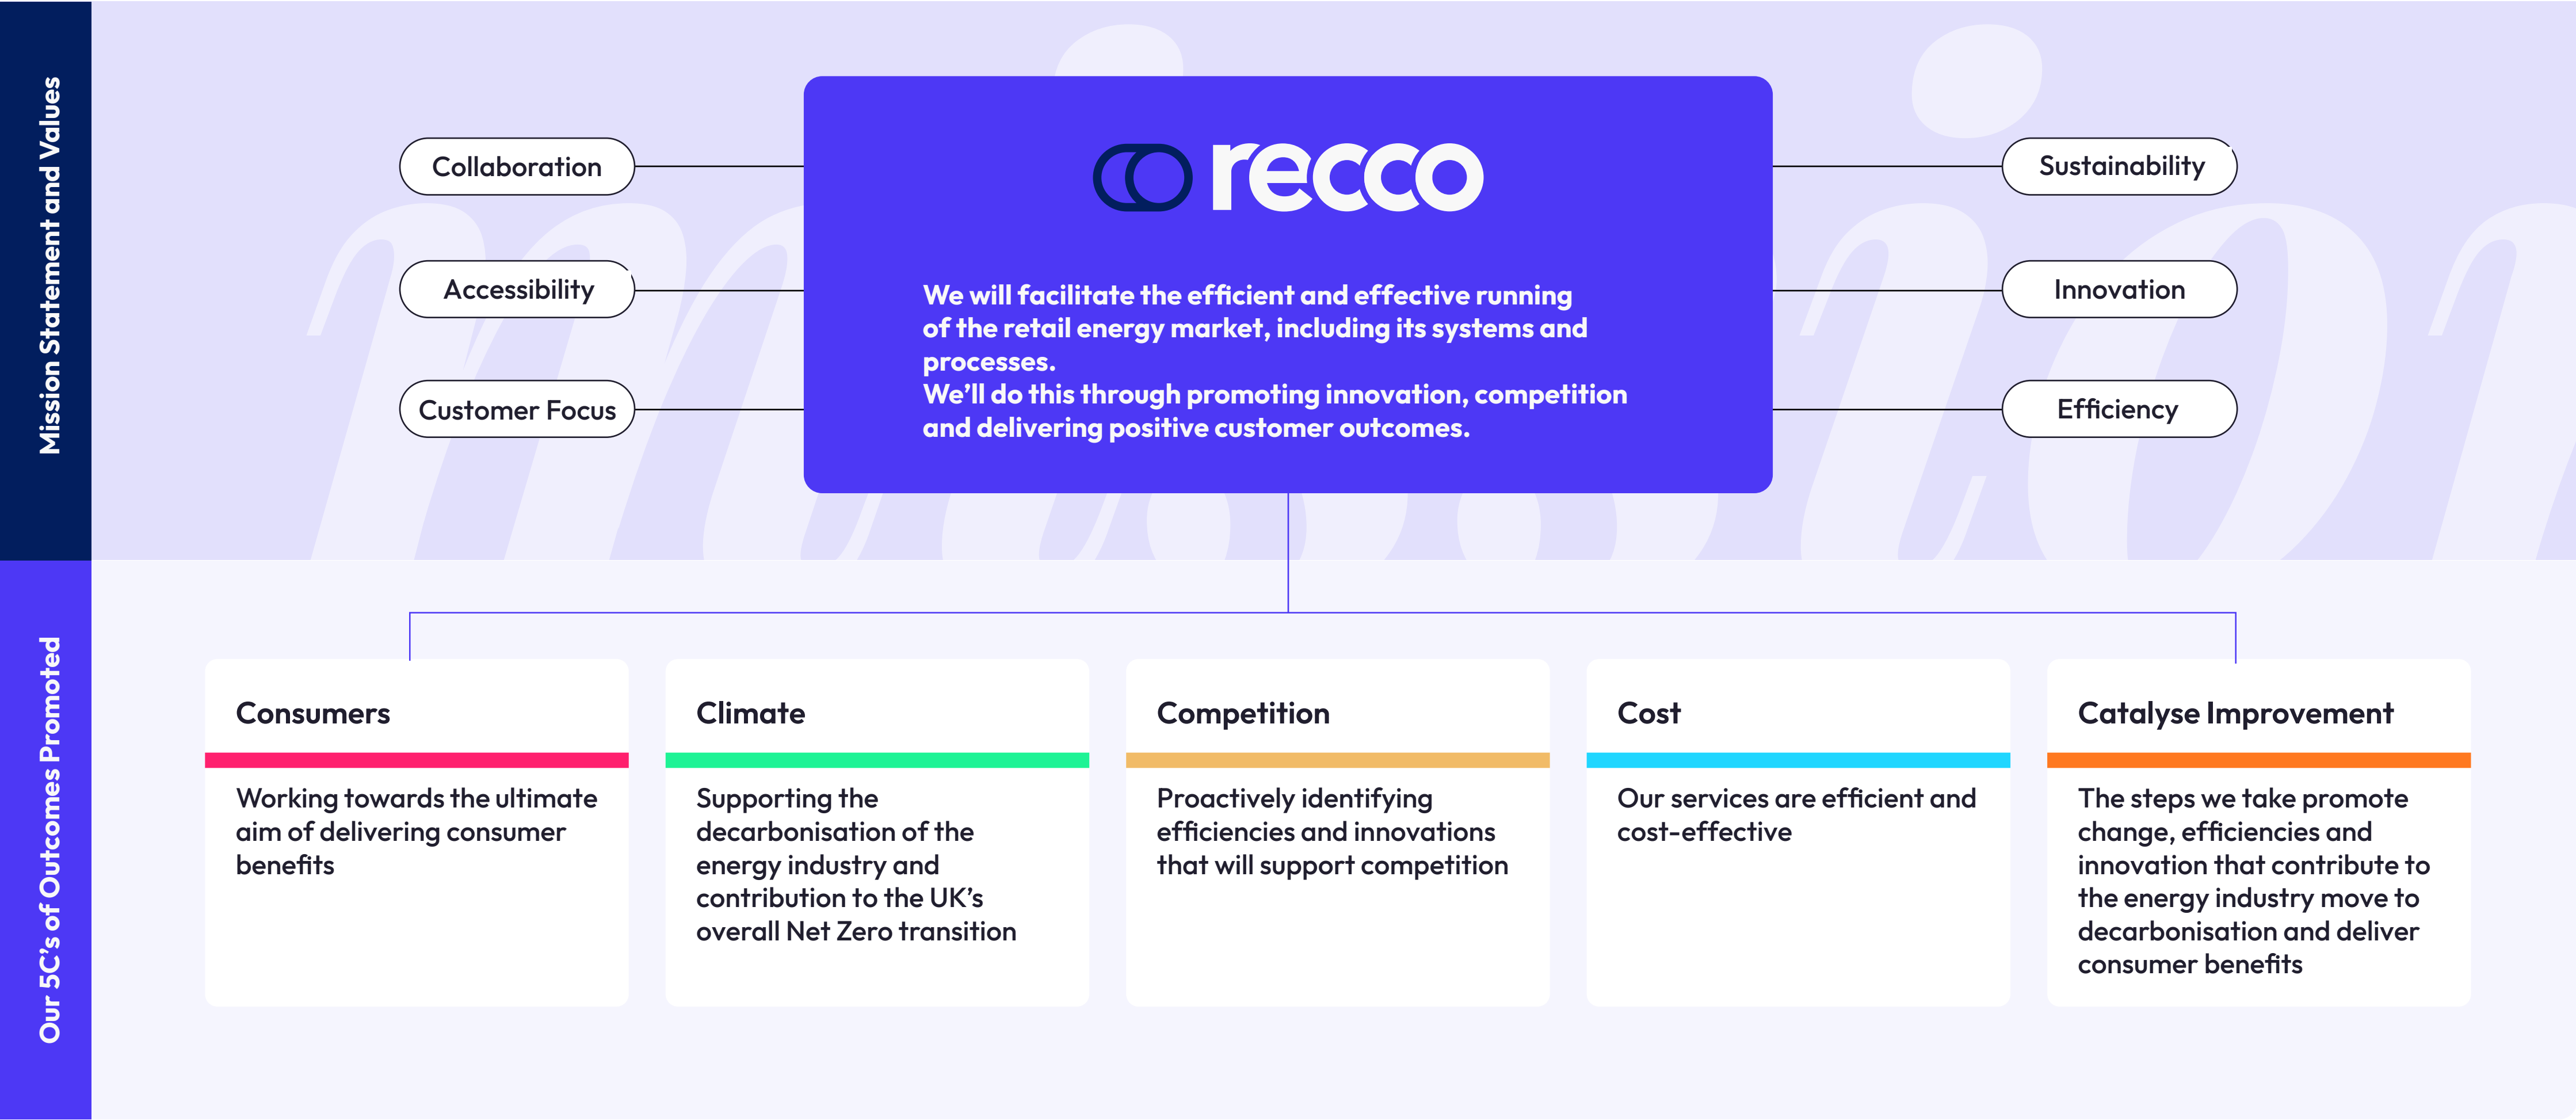 Mission Statement and Values
Collaboration
Accessibility
Customer Focus
recco
We will facilitate the efficient and effective running
of the retail energy market, including its systems and
processes.
We’ll do this through promoting innovation, competition
and delivering positive customer outcomes.
Sustainability
Innovation
Efficiency
mission
Our 5C’s of Outcomes Promoted
Consumers
Working towards the ultimate
aim of delivering consumer
benefits
Climate
Supporting the
decarbonisation of the
energy industry and
contribution to the UK’s
overall Net Zero transition
Competition
Proactively identifying
efficiencies and innovations
that will support competition
Cost
Our services are efficient and
cost-effective
Catalyse Improvement
The steps we take promote
change, efficiencies and
innovation that contribute to
the energy industry move to
decarbonisation and deliver
consumer benefits